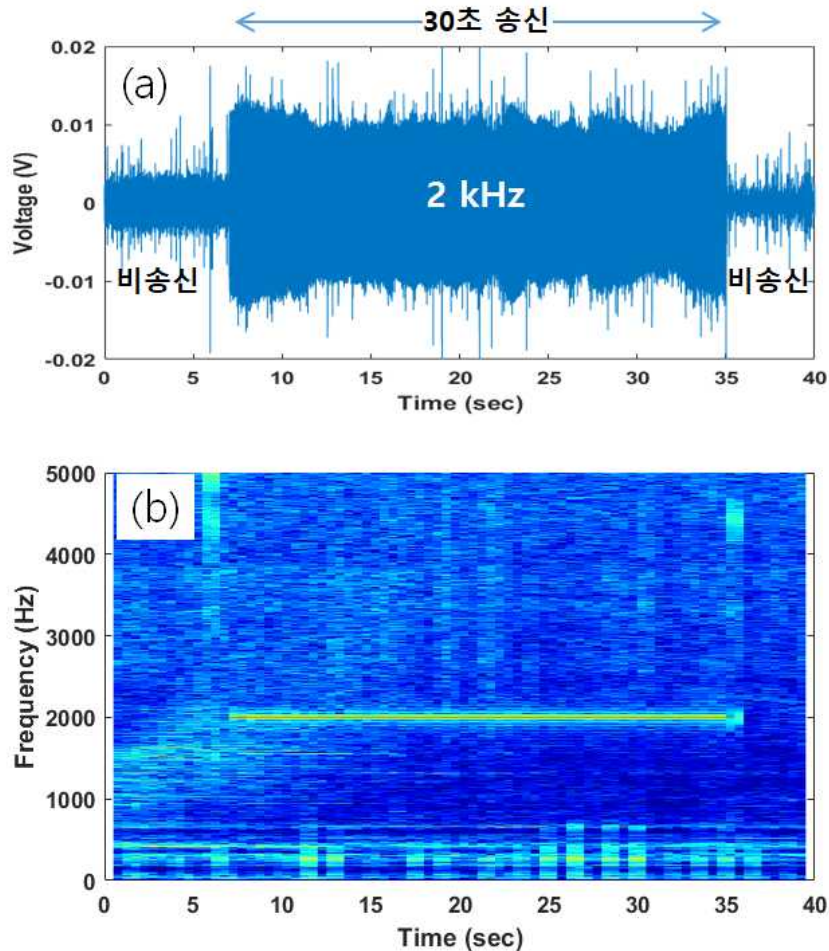 30초 송신
(a)
0.02
0.01
0
-0.01
-0.02
Voltage (V)
2 kHz
비송신
비송신
0 5 10 15 20 25 30 35 40
Time (sec)
(b)
5000
4000
3000
2000
1000
0
Frequency (Hz)
0 5 10 15 20 25 30 35 40
Time (sec)